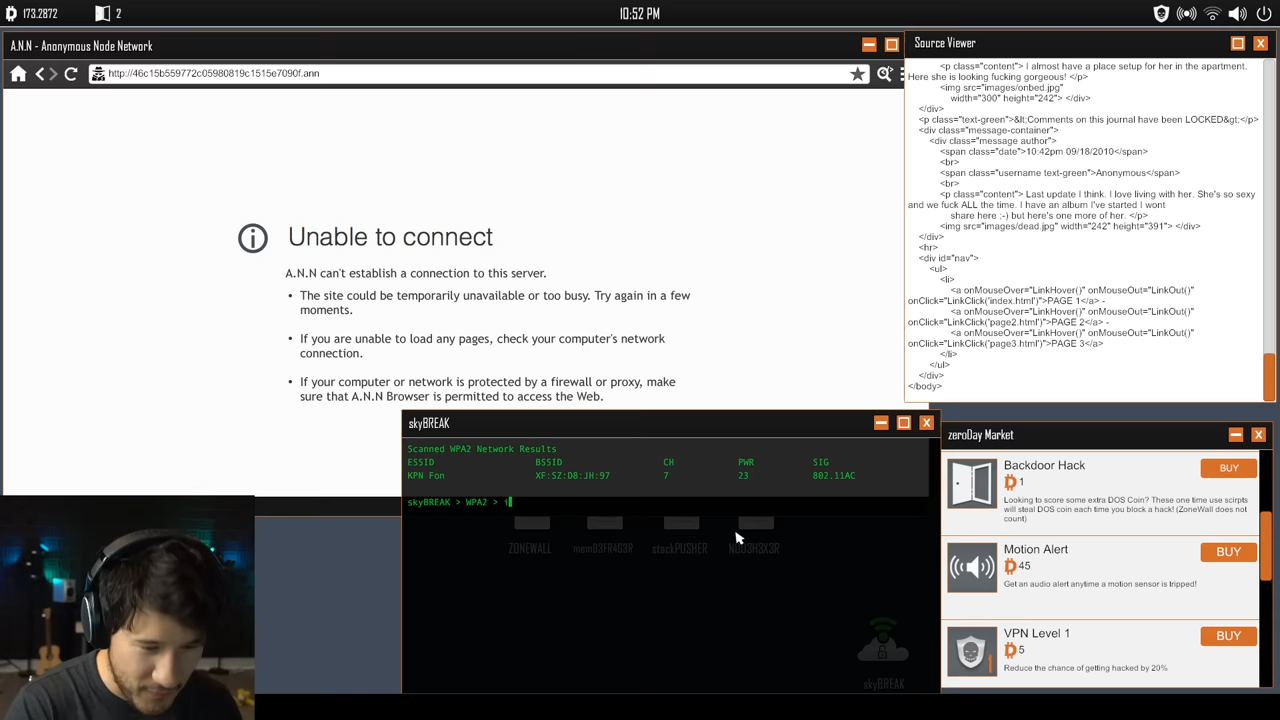 173.2872
2
10:52 PM
A.N.N - Anonymous Node Network
http://46c15b559772c05980819c1515e7090f.ann
Unable to connect
A.N.N can't establish a connection to this server.
• The site could be temporarily unavailable or too busy. Try again in a few
moments.
• If you are unable to load any pages, check your computer's network
connection.
• If your computer or network is protected by a firewall or proxy, make
sure that A.N.N Browser is permitted to access the Web.
Source Viewer
<p class="content"> I almost have a place setup for her in the apartment.
Here she is looking fucking gorgeous! </p>
<img src="images/onbed.jpg"
width="300" height="242"> </div>
</div>
<p class="text-green">&lt;Comments on this journal have been LOCKED&gt;</p>
<div class="message-container">
<div class="message author">
<span class="date">10:42pm 09/18/2010</span>
<br>
<span class="username text-green">Anonymous</span>
<br>
<p class="content"> Last update I think. I love living with her. She's so sexy
and we fuck ALL the time. I have an album I've started I wont
share here ;-) but here's one more of her. </p>
<img src="images/dead.jpg" width="242" height="391"> </div>
</div>
<hr>
<div id="nav">
<ul>
<li>
<a onMouseOver="LinkHover()" onMouseOut="LinkOut()"
onClick="LinkClick('index.html')">PAGE 1</a> -
<a onMouseOver="LinkHover()" onMouseOut="LinkOut()"
onClick="LinkClick('page2.html')">PAGE 2</a> -
<a onMouseOver="LinkHover()" onMouseOut="LinkOut()"
onClick="LinkClick('page3.html')">PAGE 3</a>
</li>
</ul>
</div>
</body>
skyBREAK
Scanned WPA2 Network Results
ESSID BSSID CH PWR SIG
KPN Fon XF:SZ:D8:JH:97 7 23 802.11AC
skyBREAK > WPA2 > i
ZONEWALL memD3FR4G3R stackPUSHER N0D3H3X3R
skyBREAK
zeroDay Market
Backdoor Hack
1
BUY
Looking to score some extra DOS Coin? These one time use scirpts
will steal DOS coin each time you block a hack! (ZoneWall does not
count)
Motion Alert
45
BUY
Get an audio alert anytime a motion sensor is tripped!
VPN Level 1
5
BUY
Reduce the chance of getting hacked by 20%